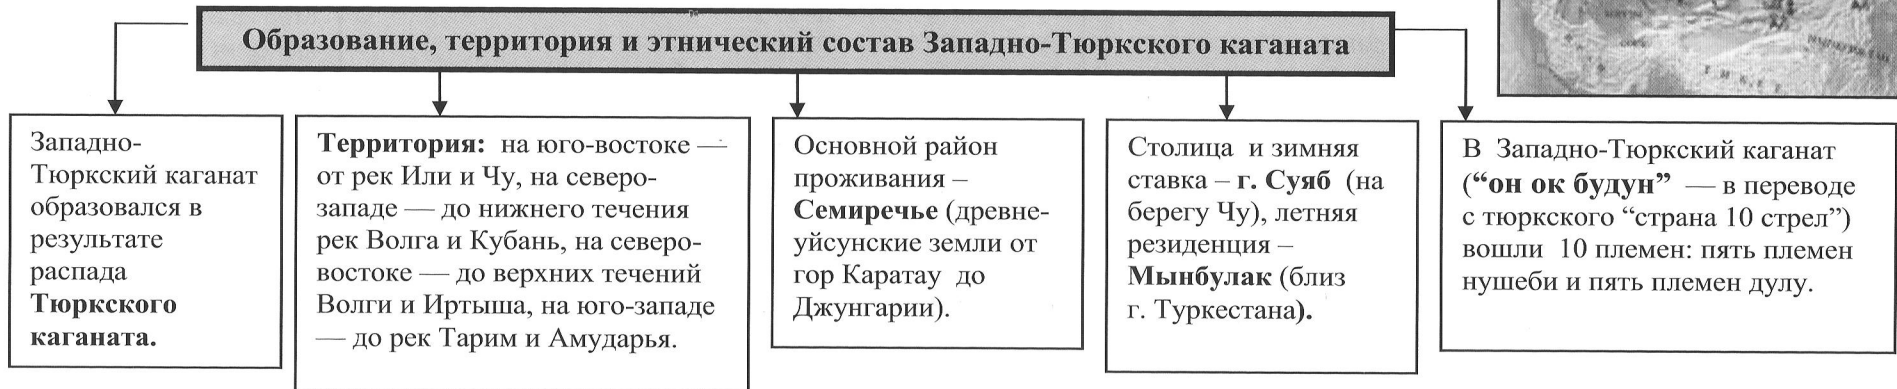 Образование, территория и этнический состав Западно-Тюркского каганата
Западно-
Тюркский каганат
образовался в
результате
распада
Тюркского
каганата.
Территория: на юго-востоке —
от рек Или и Чу, на северо-
западе — до нижнего течения
рек Волга и Кубань, на северо-
востоке — до верхних течений
Волги и Иртыша, на юго-западе
— до рек Тарим и Амударья.
Основной район
проживания –
Семиречье (древне-
уйсунские земли от
гор Каратау до
Джунгарии).
Столица и зимняя
ставка – г. Суяб (на
берегу Чу), летняя
резиденция –
Мынбулак (близ
г. Туркестана).
В Западно-Тюркский каганат
(“он ок будун” — в переводе
с тюркского “страна 10 стрел”)
вошли 10 племен: пять племен
нушеби и пять племен дулу.